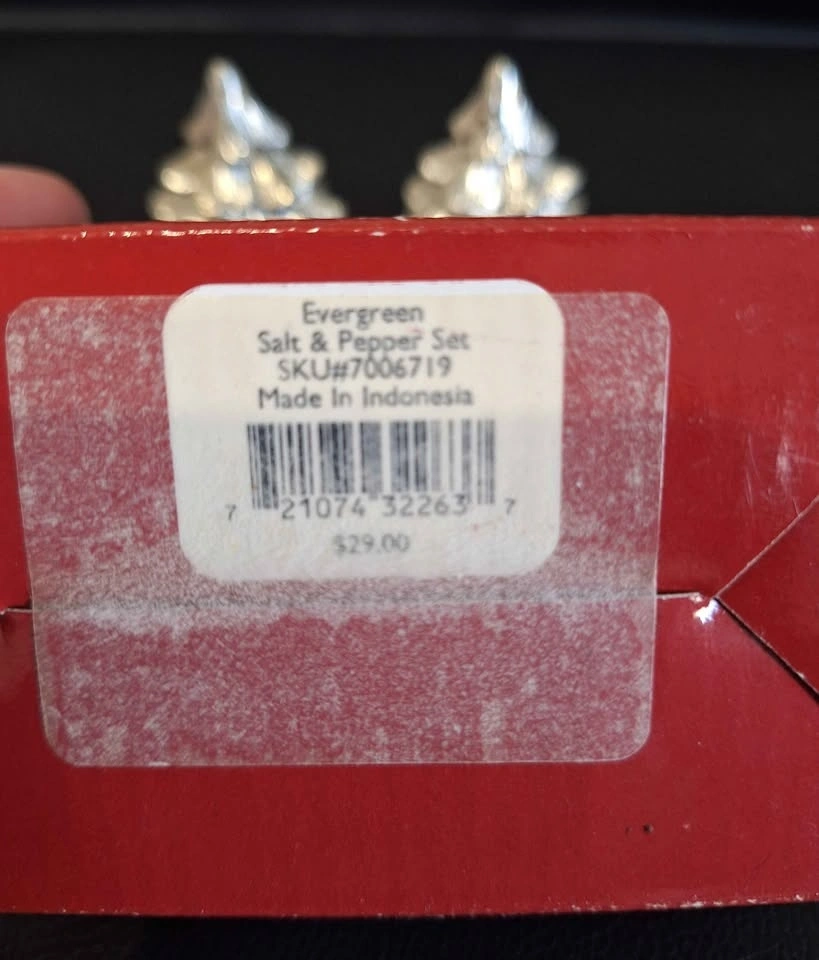 Evergreen
Salt & Pepper Set
SKU#7006719
Made In Indonesia
7 21074 32263 7
$29.00